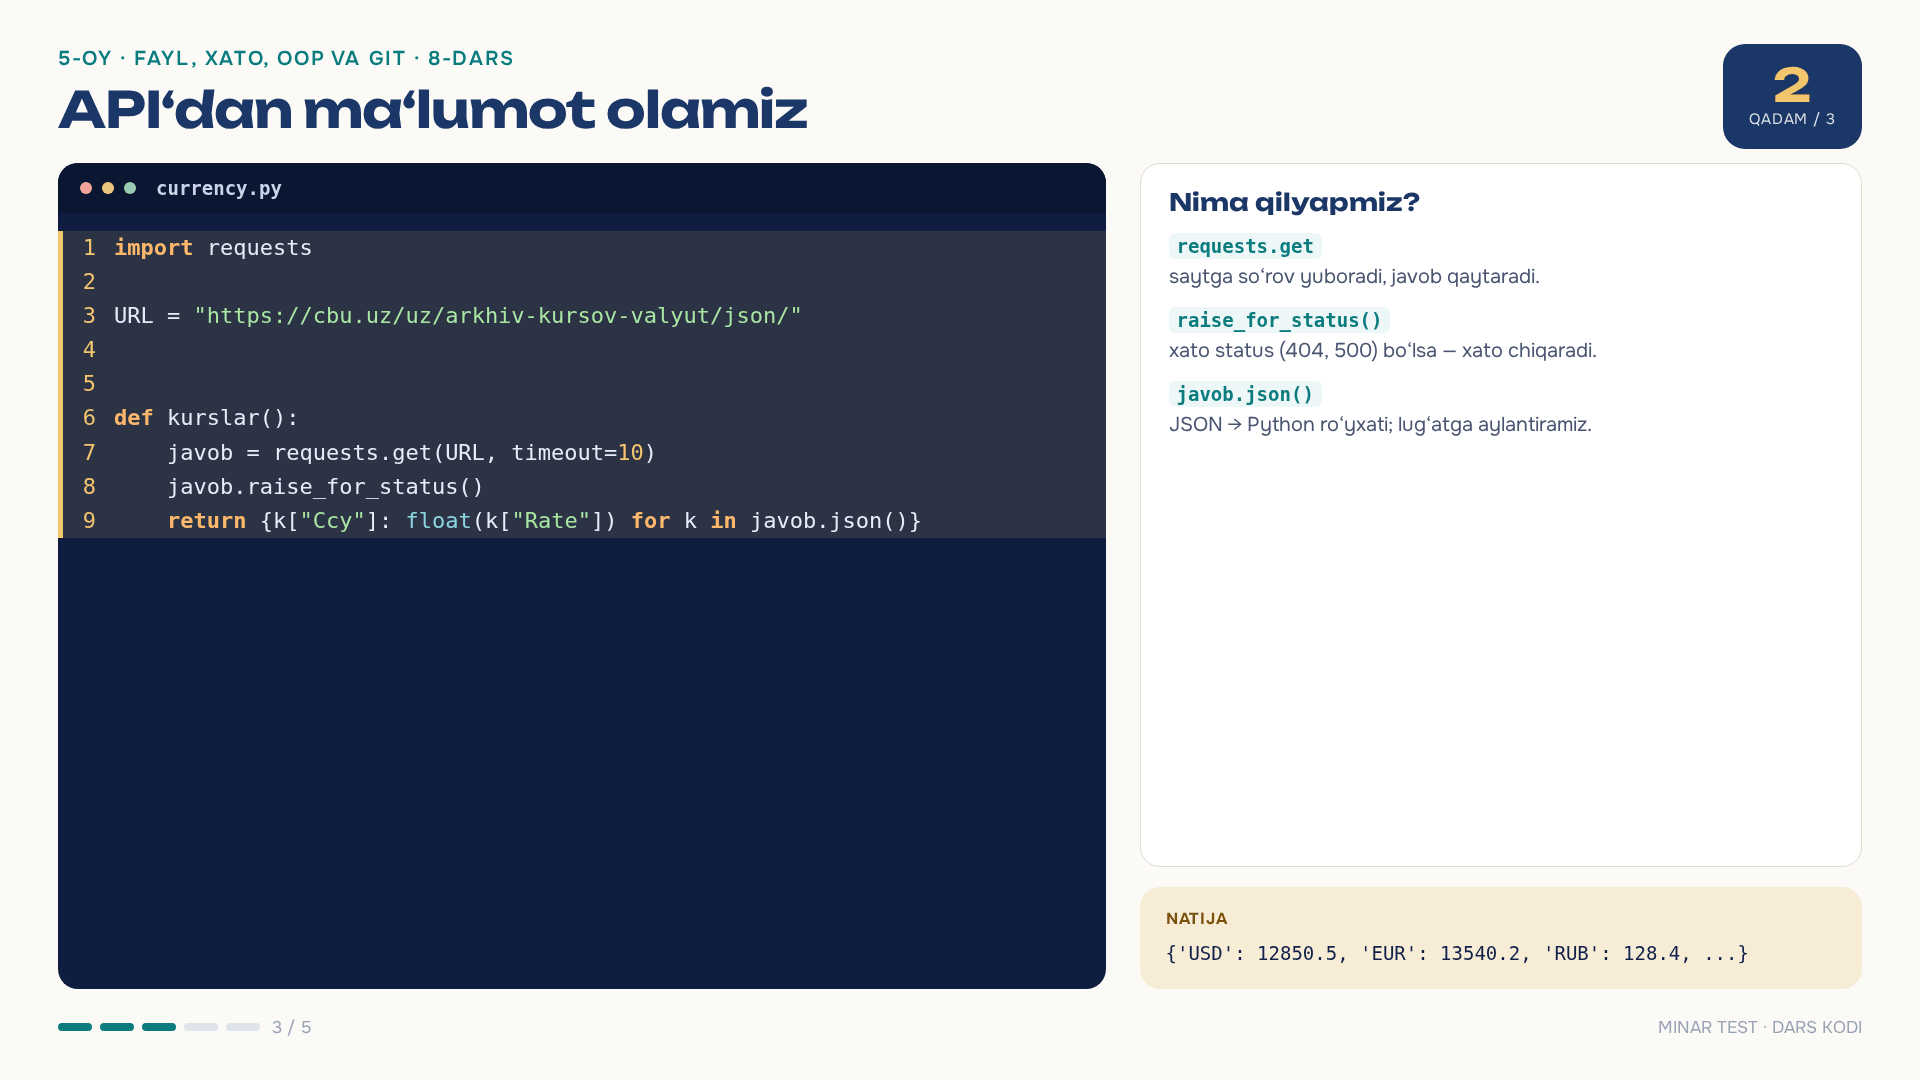 5-OY · FAYL, XATO, OOP VA GIT · 8-DARS
API‘dan ma‘lumot olamiz
2
QADAM / 3
currency.py
1 import requests
2
3 URL = "https://cbu.uz/uz/arkhiv-kursov-valyut/json/"
4
5
6 def kurslar():
7     javob = requests.get(URL, timeout=10)
8     javob.raise_for_status()
9     return {k["Ccy"]: float(k["Rate"]) for k in javob.json()}
Nima qilyapmiz?
requests.get
saytga so‘rov yuboradi, javob qaytaradi.
raise_for_status()
xato status (404, 500) bo‘lsa — xato chiqaradi.
javob.json()
JSON → Python ro‘yxati; lug‘atga aylantiramiz.
NATIJA
{'USD': 12850.5, 'EUR': 13540.2, 'RUB': 128.4, ...}
3 / 5
MINAR TEST · DARS KODI